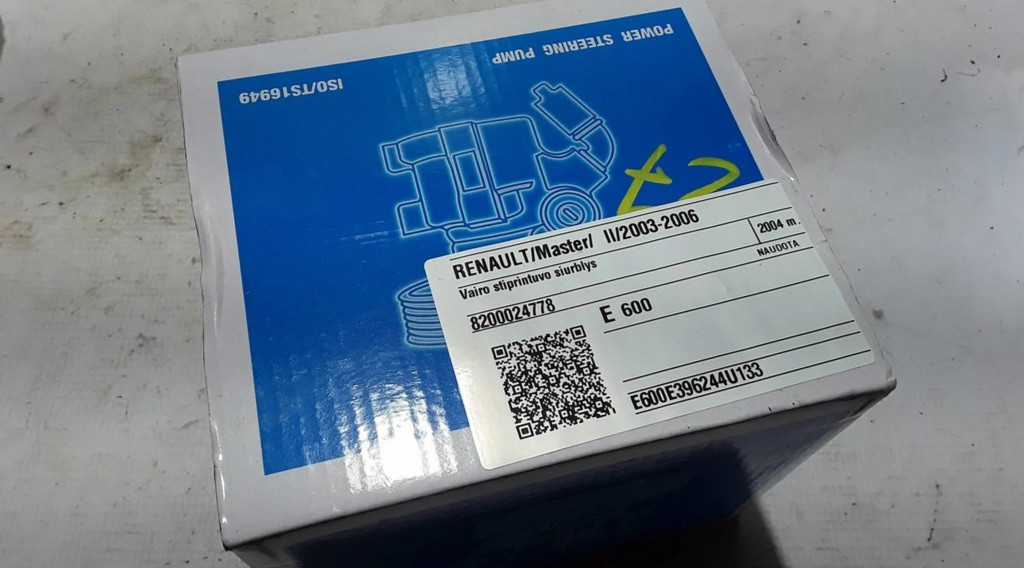 POWER STEERING PUMP
ISO/TS16949
x2
RENAULT/Master/ II/2003-2006
2004 m.
Vairo stiprintuvo siurblys
NAUDOTA
8200024778
E 600
E600E396244U133